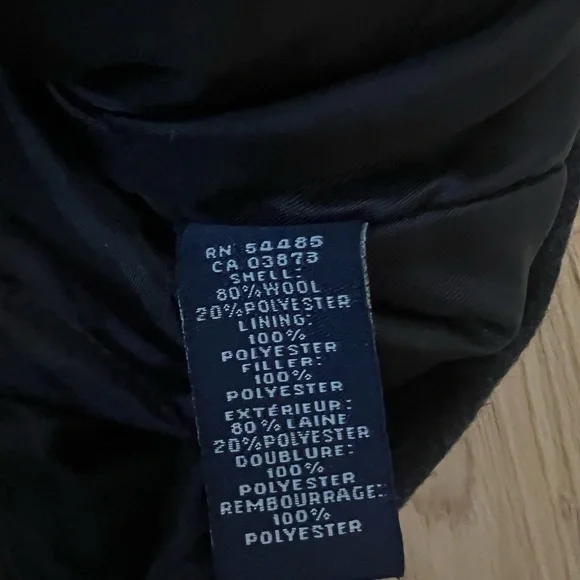 RN 54485
CA 03873
SHELL:
80%WOOL
20%POLYESTER
LINING:
100%
POLYESTER
FILLER:
100%
POLYESTER
EXTÉRIEUR:
80%LAINE
20%POLYESTER
DOUBLURE:
100%
POLYESTER
REMBOURRAGE:
100%
POLYESTER